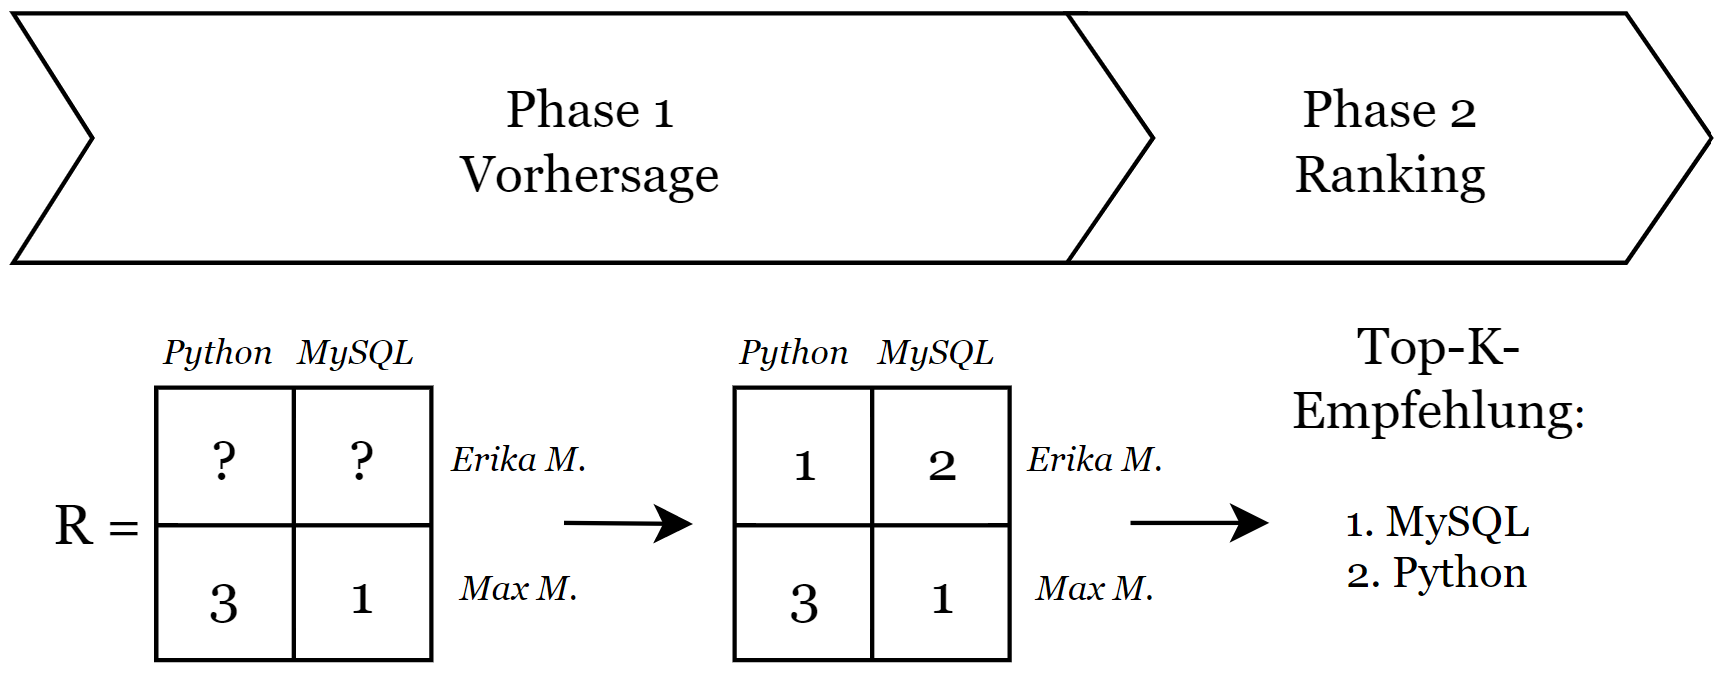 Phase 1
Vorhersage
Phase 2
Ranking
Python MySQL
? ? Erika M.
R =
3 1 Max M.
Python MySQL
1 2 Erika M.
3 1 Max M.
Top-K-
Empfehlung:
1. MySQL
2. Python